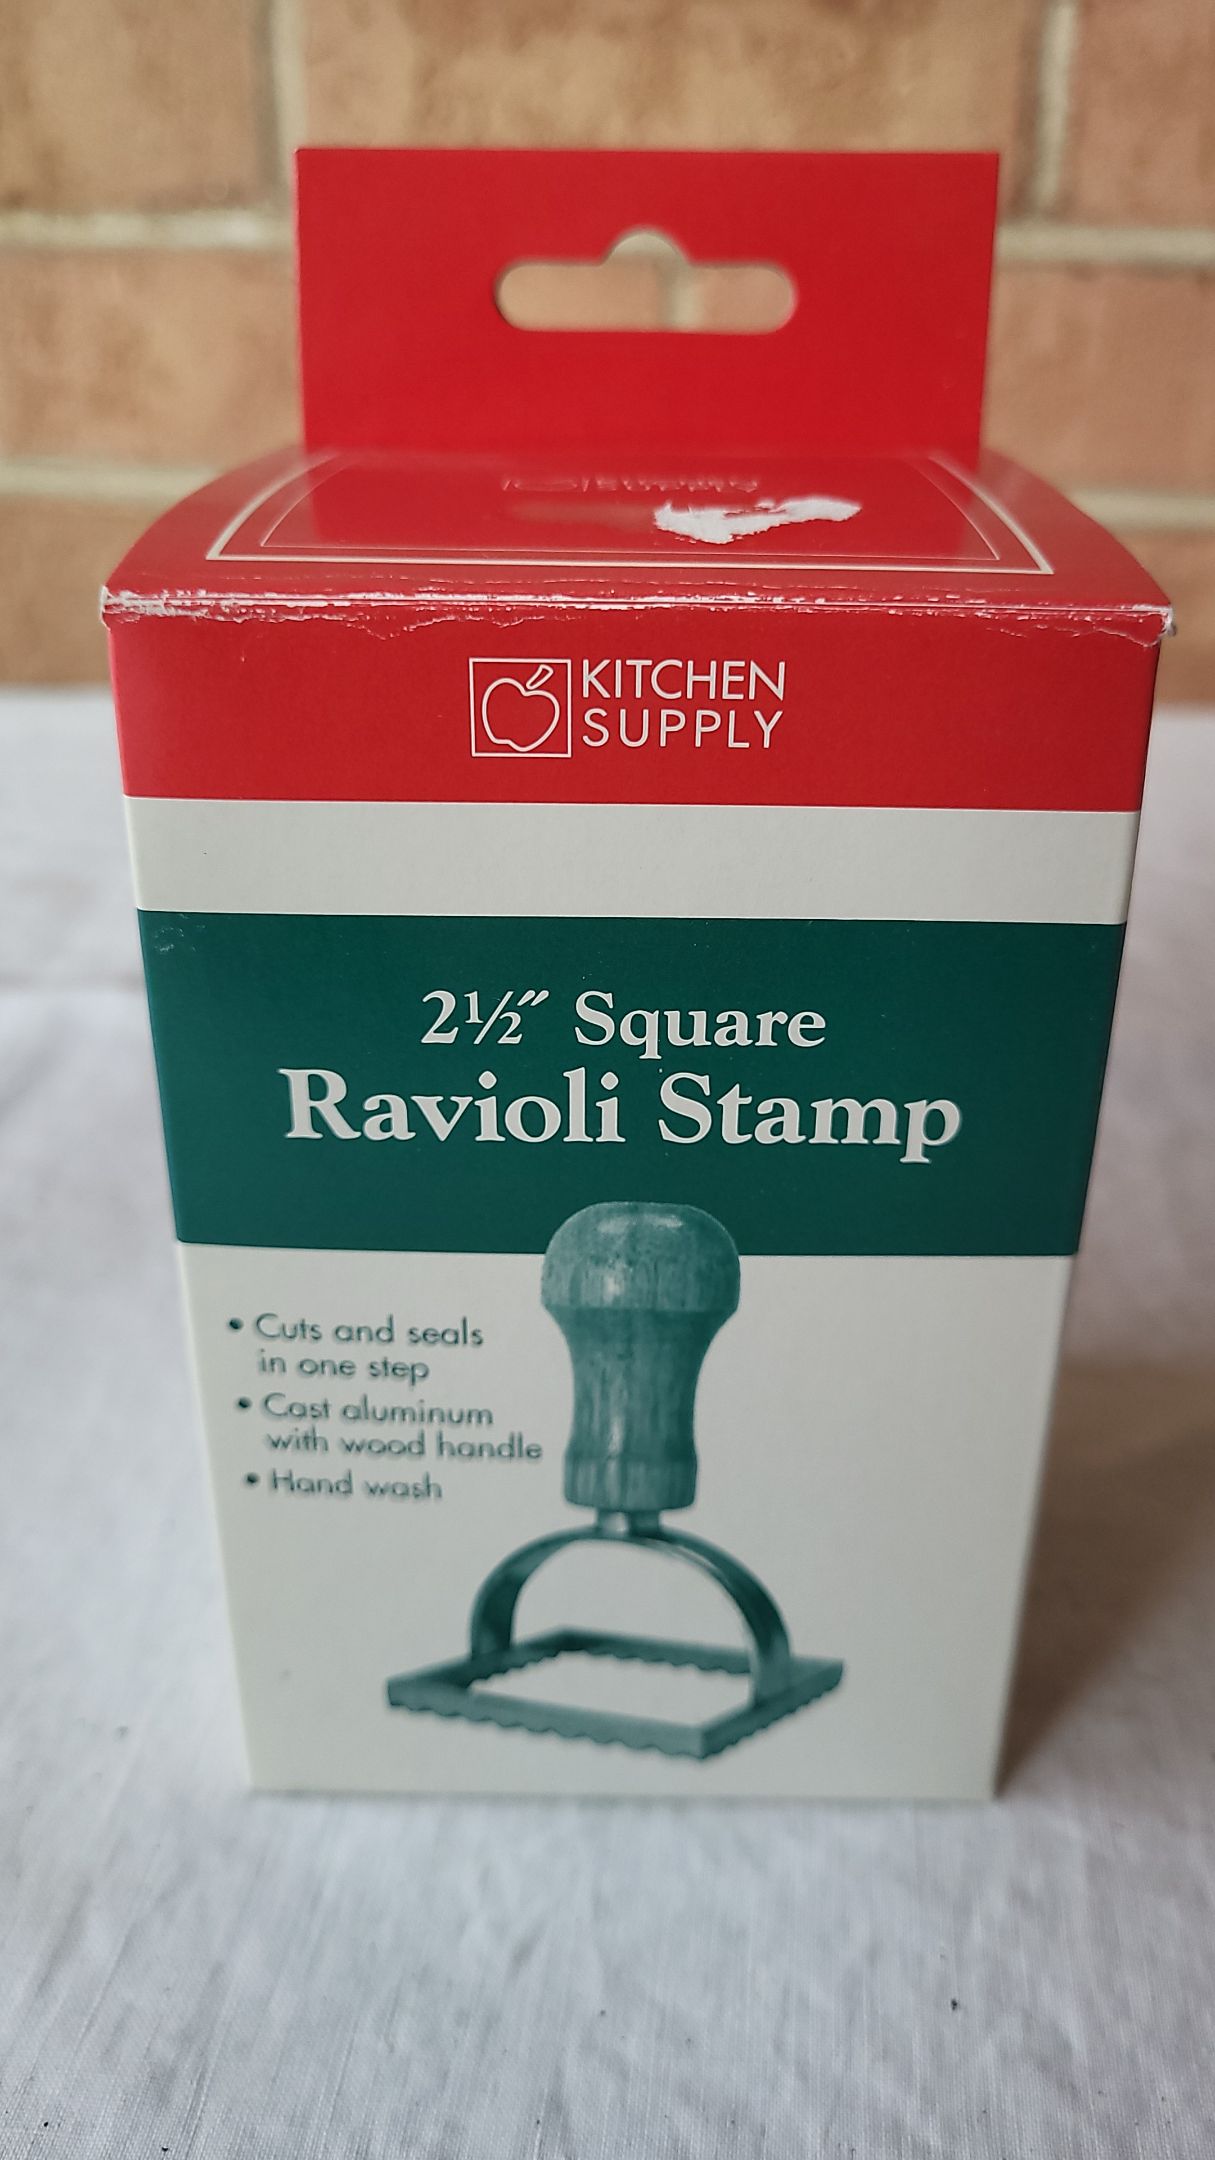 KITCHEN
SUPPLY
2½″ Square
Ravioli Stamp
• Cuts and seals
in one step
• Cast aluminum
with wood handle
• Hand wash